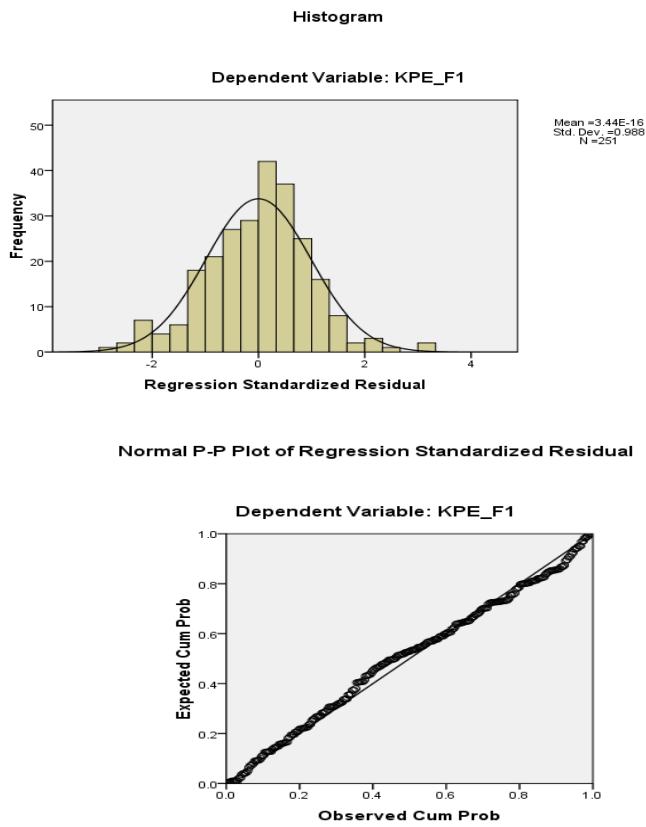 Histogram
Dependent Variable: KPE_F1
Mean =3.44E-16
Std. Dev. =0.988
N =251
Frequency
50
40
30
20
10
0
-2
0
2
4
Regression Standardized Residual
Normal P-P Plot of Regression Standardized Residual
Dependent Variable: KPE_F1
Expected Cum Prob
1.0
0.8
0.6
0.4
0.2
0.0
0.0
0.2
0.4
0.6
0.8
1.0
Observed Cum Prob